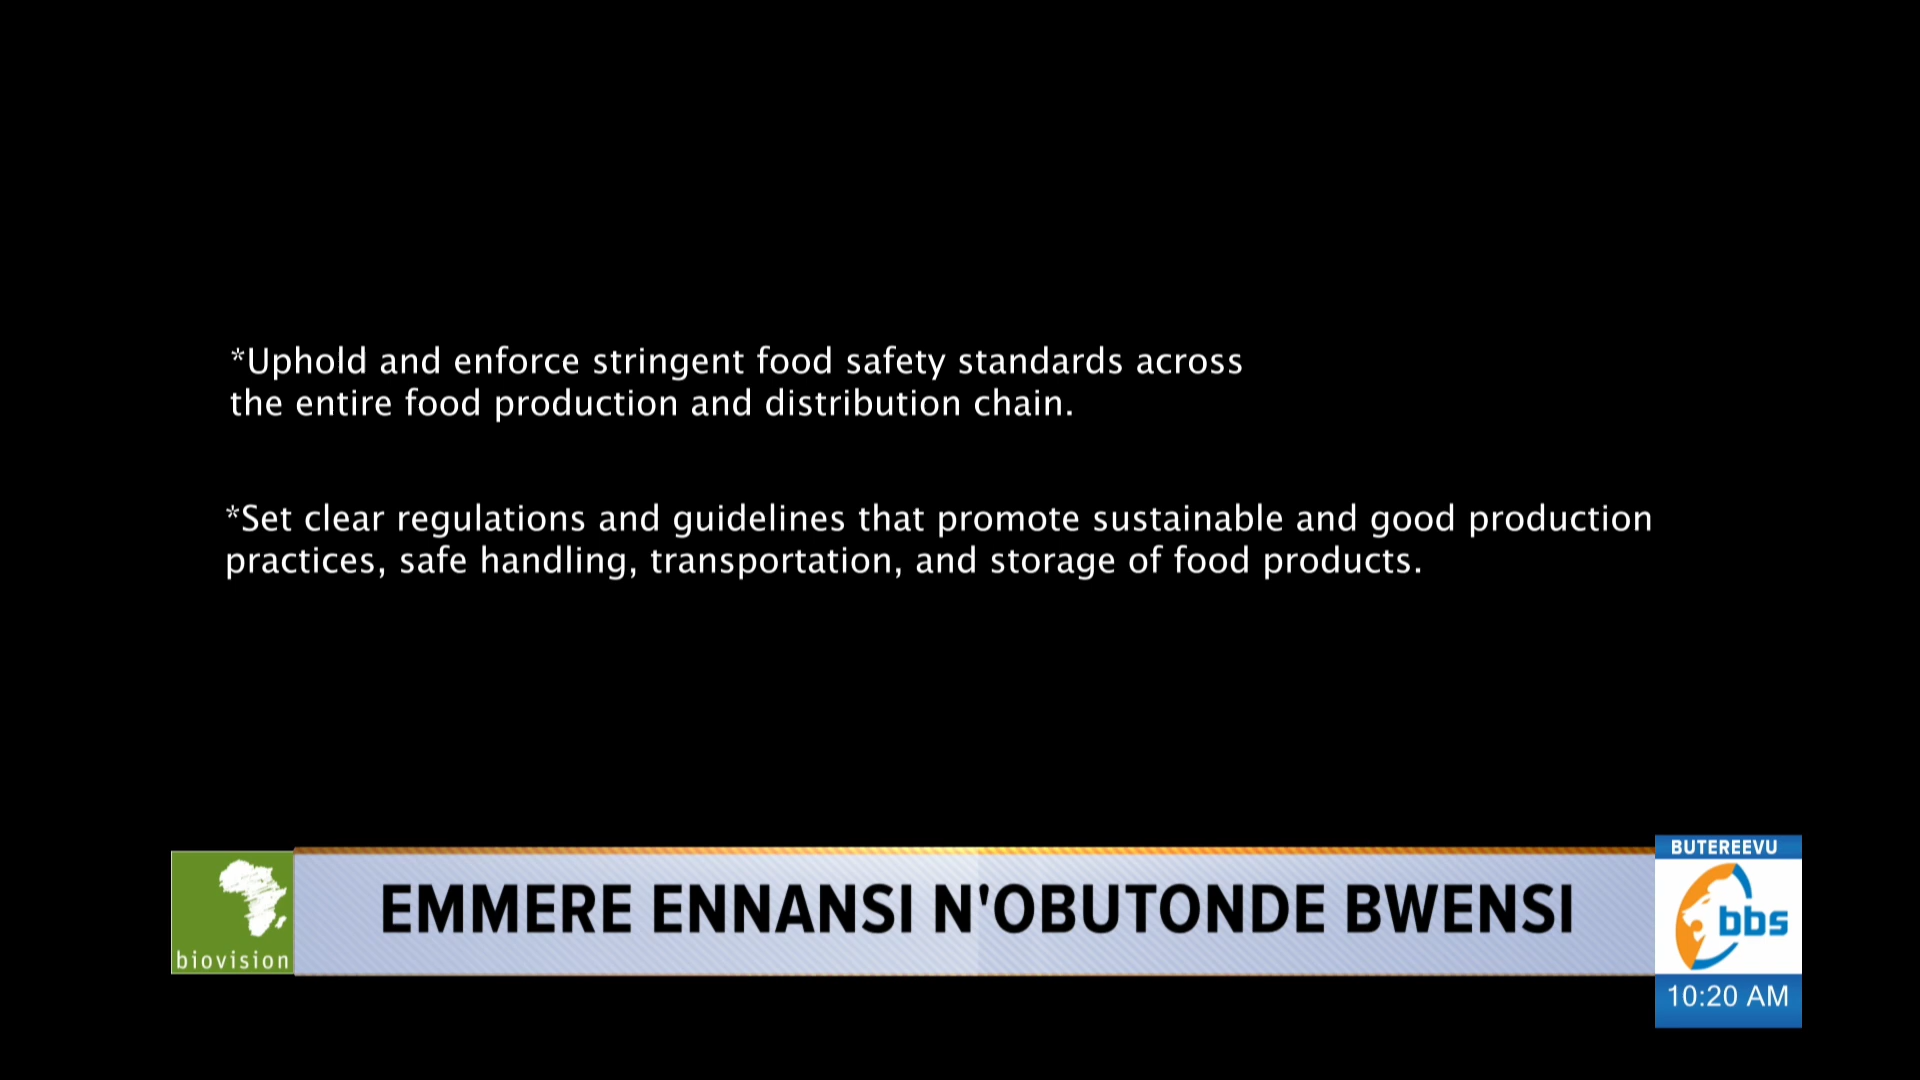 *Uphold and enforce stringent food safety standards across
the entire food production and distribution chain.
*Set clear regulations and guidelines that promote sustainable and good production
practices, safe handling, transportation, and storage of food products.
biovision
EMMERE ENNANSI N'OBUTONDE BWENSI
BUTEREEVU
bbs
10:20 AM